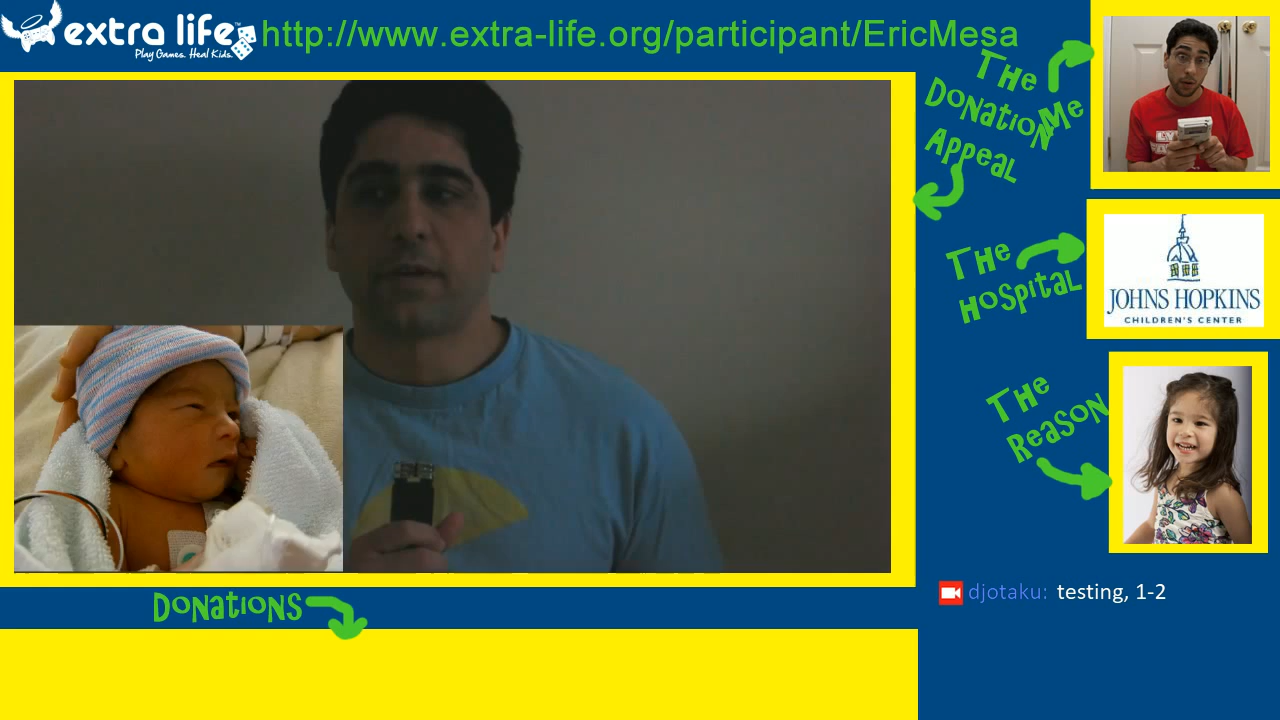 extra life
Play Games. Heal Kids.
http://www.extra-life.org/participant/EricMesa
The
Donation
Appeal
Me
The
Hospital
JOHNS HOPKINS
CHILDREN'S CENTER
The
Reason
djotaku: testing, 1-2
Donations